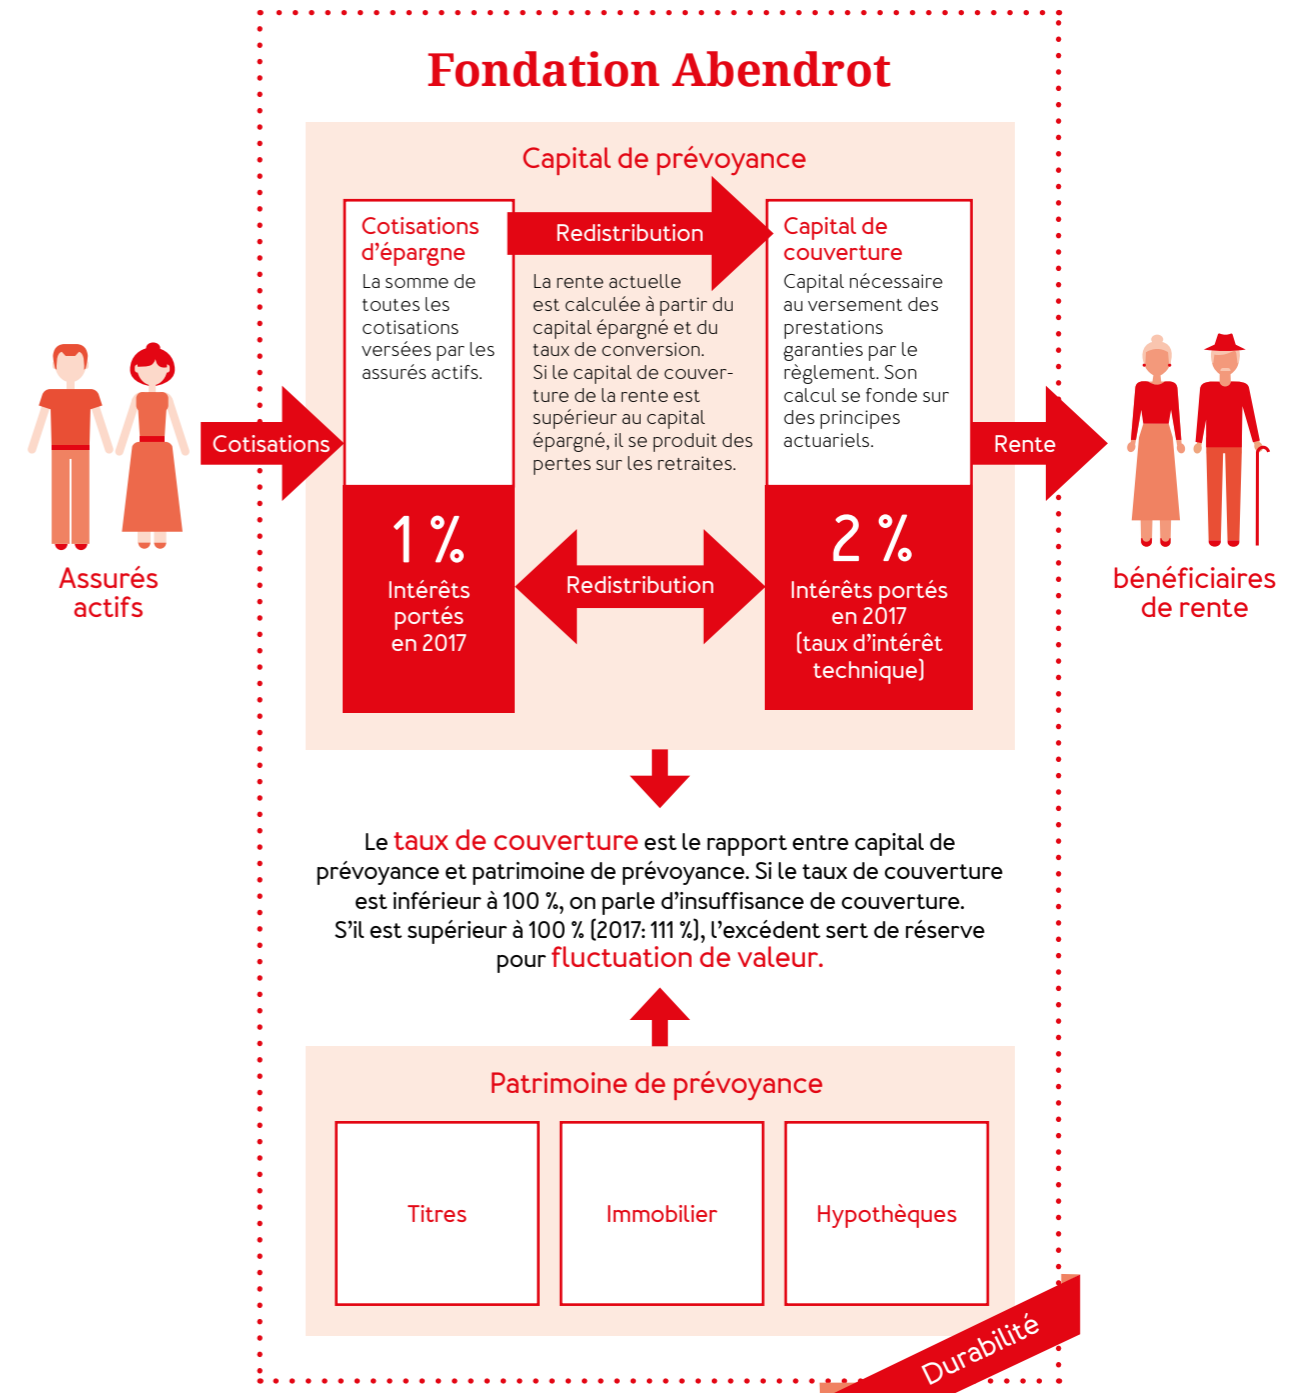 Fondation Abendrot
Capital de prévoyance
Cotisations
d'épargne
La somme de
toutes les
cotisations
versées par les
assurés actifs.
Redistribution
La rente actuelle
est calculée à partir du
capital épargné et du
taux de conversion.
Si le capital de couver-
ture de la rente est
supérieur au capital
épargné, il se produit des
pertes sur les retraites.
Capital de
couverture
Capital nécessaire
au versement des
prestations
garanties par le
règlement. Son
calcul se fonde sur
des principes
actuariels.
Cotisations
Rente
Assurés
actifs
1 %
Intérêts
portés
en 2017
Redistribution
2 %
Intérêts portés
en 2017
(taux d'intérêt
technique)
bénéficiaires
de rente
Le taux de couverture est le rapport entre capital de
prévoyance et patrimoine de prévoyance. Si le taux de couverture
est inférieur à 100 %, on parle d'insuffisance de couverture.
S'il est supérieur à 100 % (2017: 111 %), l'excédent sert de réserve
pour fluctuation de valeur.
Patrimoine de prévoyance
Titres
Immobilier
Hypothèques
Durabilité